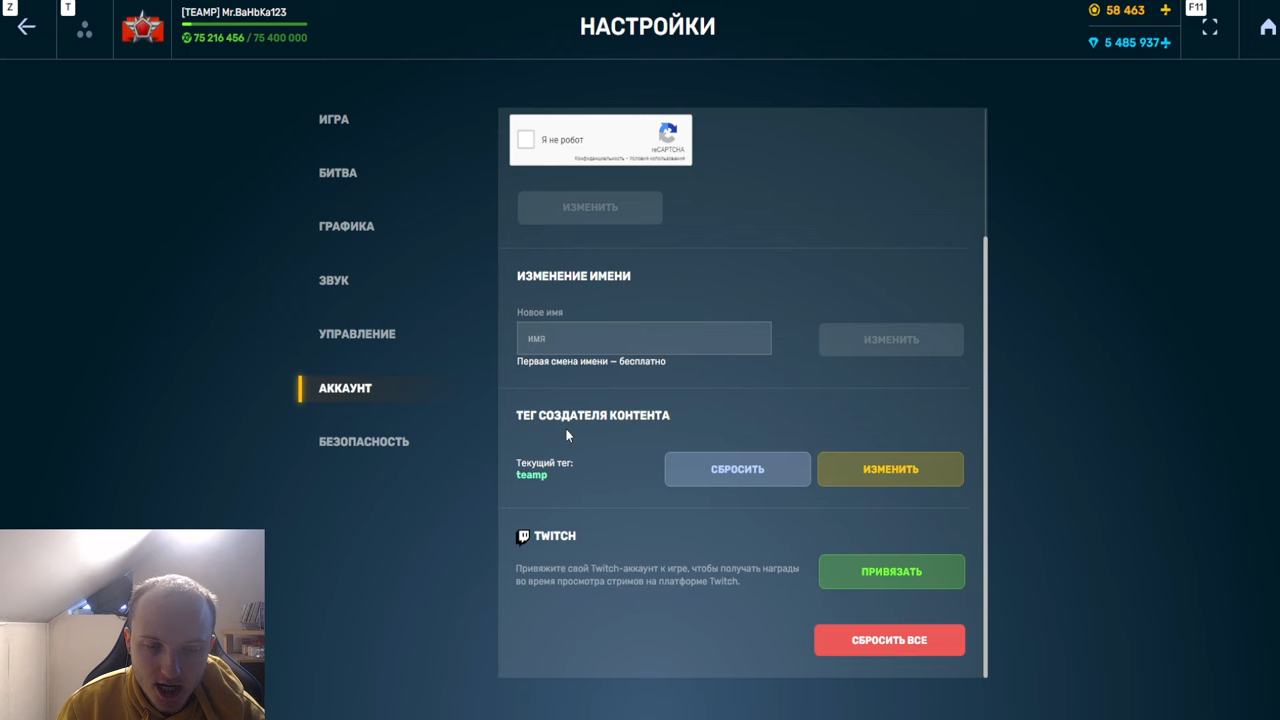 Z
T
[TEAMP] Mr.BaHbKa123
75 216 456 / 75 400 000
НАСТРОЙКИ
58 463
5 485 937
F11
ИГРА
БИТВА
ГРАФИКА
ЗВУК
УПРАВЛЕНИЕ
АККАУНТ
БЕЗОПАСНОСТЬ
Я не робот
reCAPTCHA
Конфиденциальность - Условия использования
ИЗМЕНИТЬ
ИЗМЕНЕНИЕ ИМЕНИ
Новое имя
имя
ИЗМЕНИТЬ
Первая смена имени — бесплатно
ТЕГ СОЗДАТЕЛЯ КОНТЕНТА
Текущий тег:
teamp
СБРОСИТЬ
ИЗМЕНИТЬ
TWITCH
Привяжите свой Twitch-аккаунт к игре, чтобы получать награды
во время просмотра стримов на платформе Twitch.
ПРИВЯЗАТЬ
СБРОСИТЬ ВСЕ